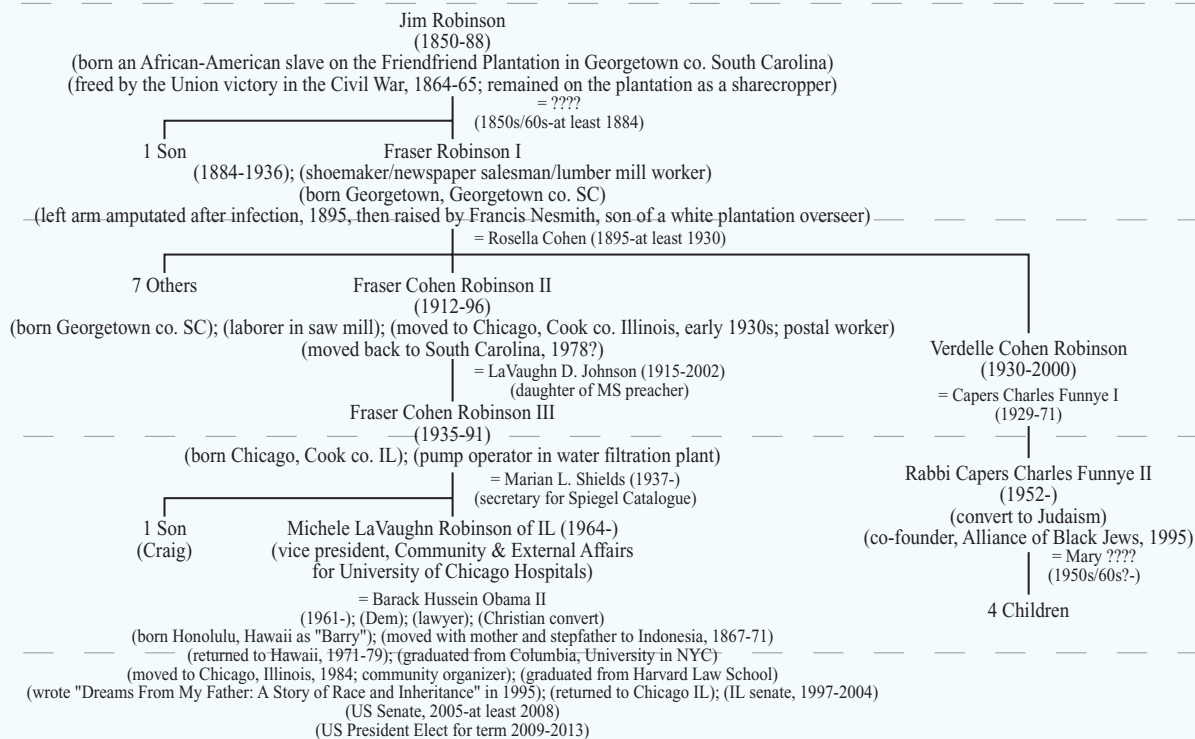 Jim Robinson
(1850-88)
(born an African-American slave on the Friendfriend Plantation in Georgetown co. South Carolina)
(freed by the Union victory in the Civil War, 1864-65; remained on the plantation as a sharecropper)
= ????
(1850s/60s-at least 1884)
1 Son
Fraser Robinson I
(1884-1936); (shoemaker/newspaper salesman/lumber mill worker)
(born Georgetown, Georgetown co. SC)
(left arm amputated after infection, 1895, then raised by Francis Nesmith, son of a white plantation overseer)
= Rosella Cohen (1895-at least 1930)
7 Others
Fraser Cohen Robinson II
(1912-96)
(born Georgetown co. SC); (laborer in saw mill); (moved to Chicago, Cook co. Illinois, early 1930s; postal worker)
(moved back to South Carolina, 1978?)
= LaVaughn D. Johnson (1915-2002)
(daughter of MS preacher)
Fraser Cohen Robinson III
(1935-91)
(born Chicago, Cook co. IL); (pump operator in water filtration plant)
= Marian L. Shields (1937-)
(secretary for Spiegel Catalogue)
1 Son
(Craig)
Michele LaVaughn Robinson of IL (1964-)
(vice president, Community & External Affairs
for University of Chicago Hospitals)
= Barack Hussein Obama II
(1961-); (Dem); (lawyer); (Christian convert)
(born Honolulu, Hawaii as "Barry"); (moved with mother and stepfather to Indonesia, 1867-71)
(returned to Hawaii, 1971-79); (graduated from Columbia, University in NYC)
(moved to Chicago, Illinois, 1984; community organizer); (graduated from Harvard Law School)
(wrote "Dreams From My Father: A Story of Race and Inheritance" in 1995); (returned to Chicago IL); (IL senate, 1997-2004)
(US Senate, 2005-at least 2008)
(US President Elect for term 2009-2013)
Verdelle Cohen Robinson
(1930-2000)
= Capers Charles Funnye I
(1929-71)
Rabbi Capers Charles Funnye II
(1952-)
(convert to Judaism)
(co-founder, Alliance of Black Jews, 1995)
= Mary ????
(1950s/60s?-)
4 Children